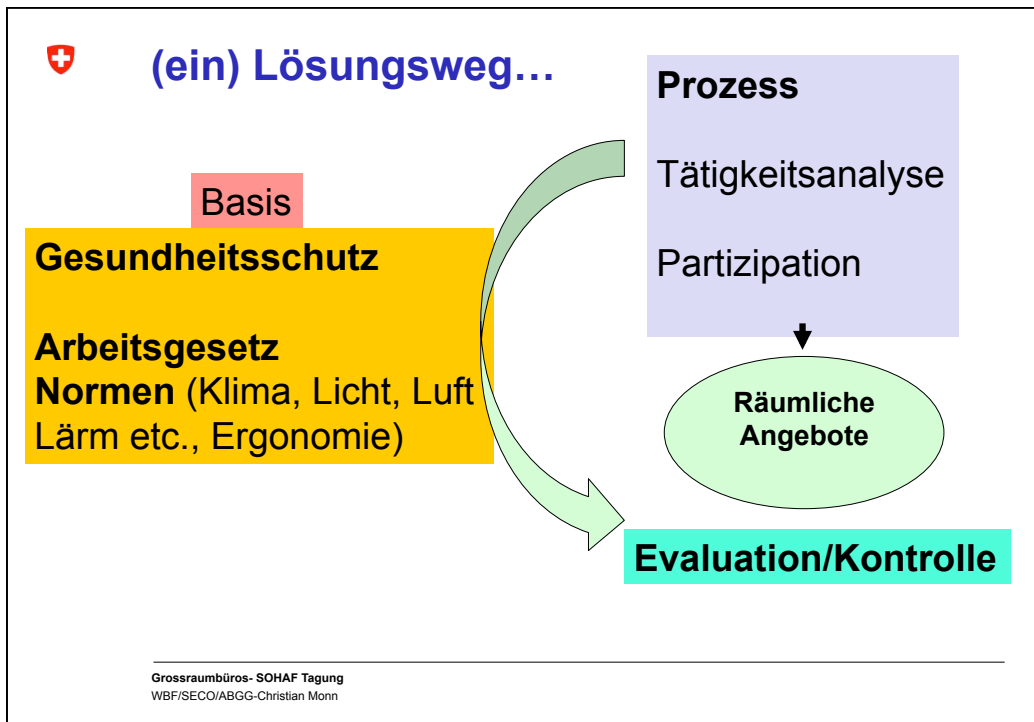 (ein) Lösungsweg…
Basis
Gesundheitsschutz
Arbeitsgesetz
Normen (Klima, Licht, Luft
Lärm etc., Ergonomie)
Prozess
Tätigkeitsanalyse
Partizipation
Räumliche
Angebote
Evaluation/Kontrolle
Grossraumbüros- SOHAF Tagung
WBF/SECO/ABGG-Christian Monn